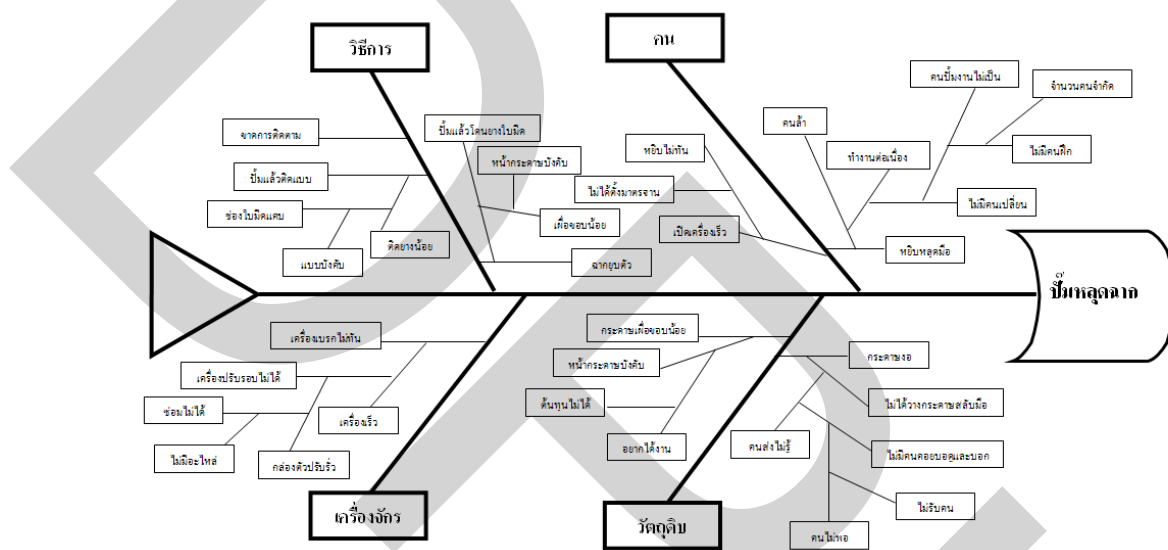 วิธีการ
คน
คนปั๊มงานไม่เป็น
จำนวนคนจำกัด
ขาดการติดตาม
ปั๊มแล้วโดนยางใบมีด
คนล้า
หยิบไม่ทัน
ทำงานต่อเนื่อง
ไม่มีคนฝึก
หน้ากระดาษบังคับ
ปั๊มแล้วติดแบบ
ไม่ได้ตั้งมาตรฐาน
ไม่มีคนเปลี่ยน
ช่องใบมีดแคบ
เผื่อขอบน้อย
เปิดเครื่องเร็ว
แบบบังคับ
ติดยางน้อย
ฉากยุบตัว
หยิบหลุดมือ
ปั๊มหลุดฉาก
เครื่องเบรกไม่ทัน
กระดาษเผื่อขอบน้อย
กระดาษงอ
หน้ากระดาษบังคับ
เครื่องปรับรอบไม่ได้
ซ่อมไม่ได้
เครื่องเร็ว
ต้นทุนไม่ได้
ไม่ได้วางกระดาษสลับมือ
อยากได้งาน
คนส่งไม่รู้
ไม่มีอะไหล่
กล่องตัวปรับรั่ว
ไม่มีคนคอยบอดูและบอก
ไม่รับคน
เครื่องจักร
วัตถุดิบ
คนไม่พอ